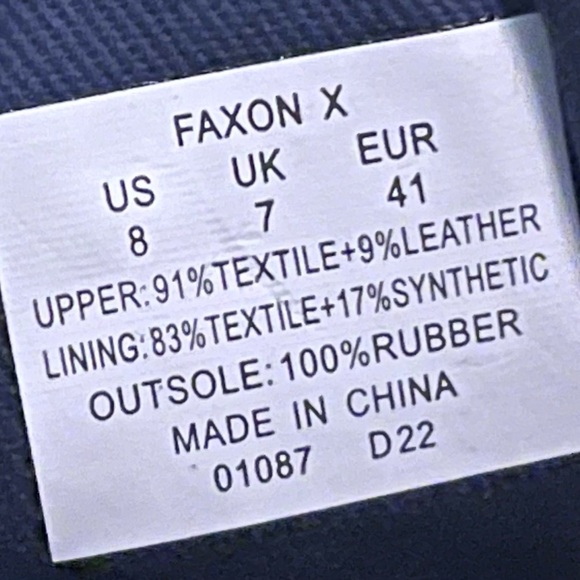 FAXON X
US UK EUR
8 7 41
UPPER:91%TEXTILE+9%LEATHER
LINING:83%TEXTILE+17%SYNTHETIC
OUTSOLE:100%RUBBER
MADE IN CHINA
01087 D22